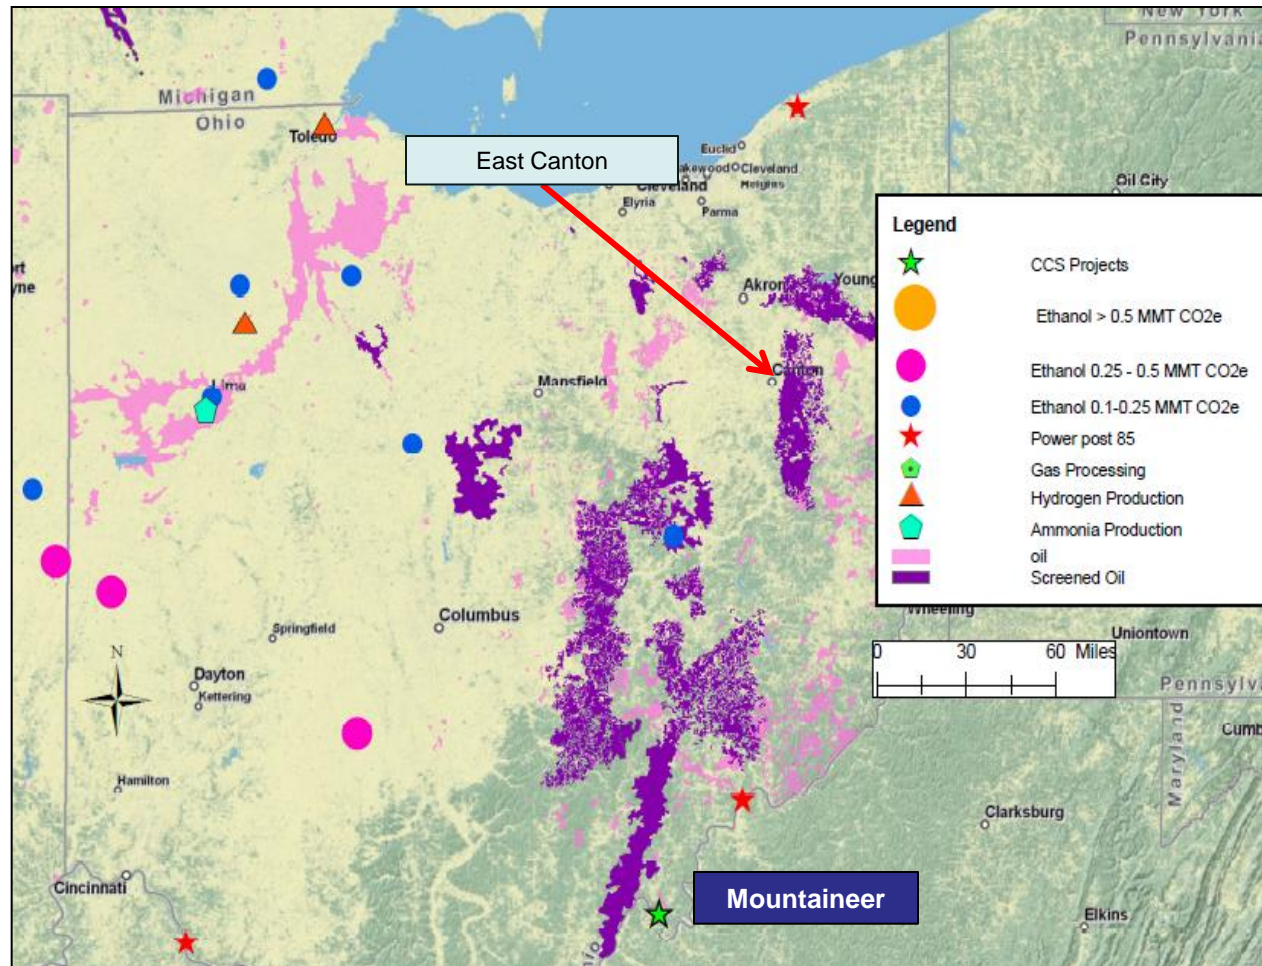 New York
Pennsylvania
Michigan
Ohio
Toledo
East Canton
Euclid
Lakewood
Cleveland
Heights
Cleveland
Elyria
Parma
Oil City
Legend
CCS Projects
Ethanol > 0.5 MMT CO2e
Ethanol 0.25 - 0.5 MMT CO2e
Ethanol 0.1-0.25 MMT CO2e
Power post 85
Gas Processing
Hydrogen Production
Ammonia Production
oil
Screened Oil
rt
yne
Akron
Young
Lima
Mansfield
Canton
Columbus
Springfield
Wheeling
Uniontown
0 30 60 Miles
N
Dayton
Kettering
Pennsylva
Maryland
Cumb
Hamilton
Clarksburg
Cincinnati
Mountaineer
Elkins